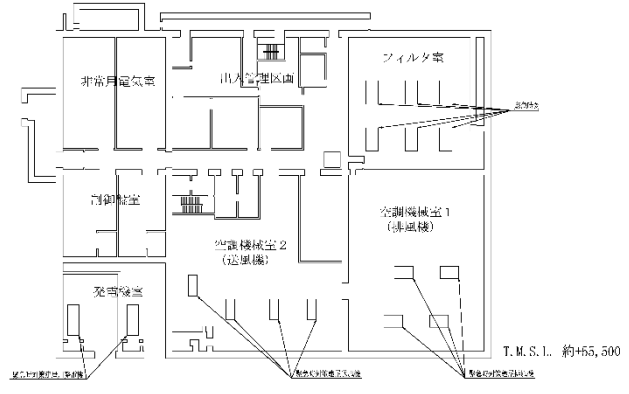 非常用電気室
出入管理区画
フィルタ室
制御盤室
空調機械室1
(排風機)
空調機械室2
(送風機)
発電機室
T.M.S.L. 約+55,500